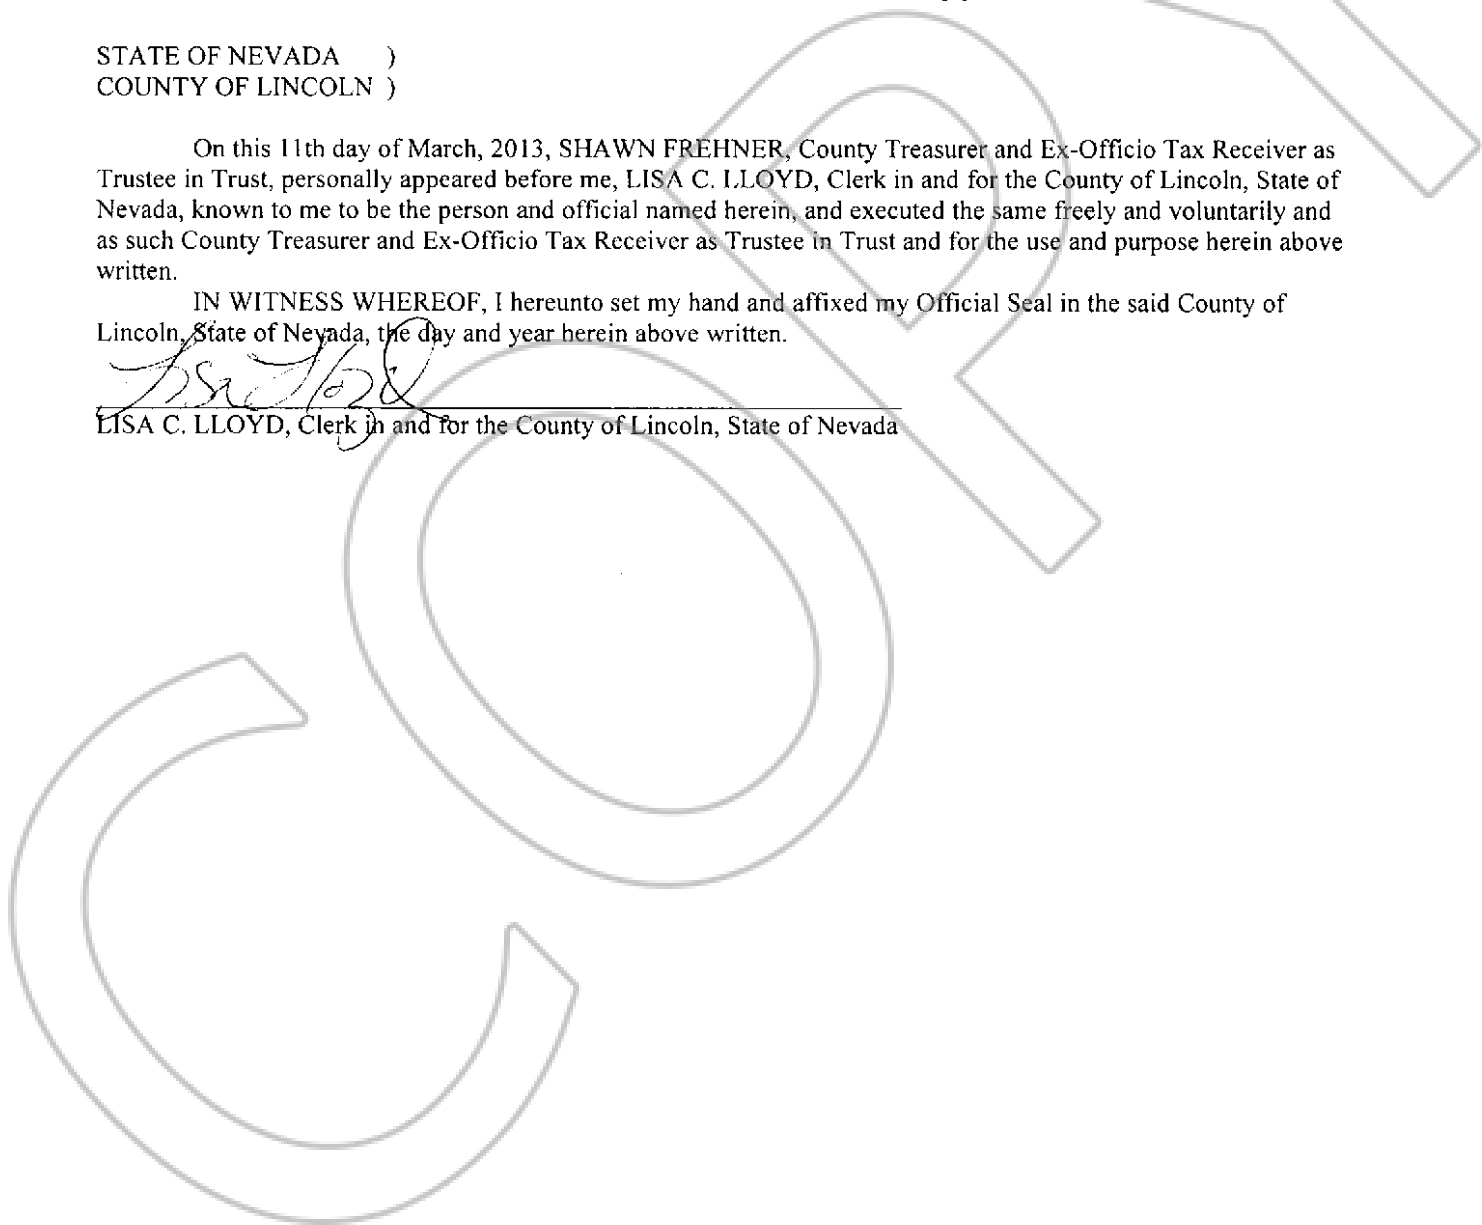 STATE OF NEVADA )
COUNTY OF LINCOLN )
On this 11th day of March, 2013, SHAWN FREHNER, County Treasurer and Ex-Officio Tax Receiver as
Trustee in Trust, personally appeared before me, LISA C. LLOYD, Clerk in and for the County of Lincoln, State of
Nevada, known to me to be the person and official named herein, and executed the same freely and voluntarily and
as such County Treasurer and Ex-Officio Tax Receiver as Trustee in Trust and for the use and purpose herein above
written.
IN WITNESS WHEREOF, I hereunto set my hand and affixed my Official Seal in the said County of
Lincoln, State of Nevada, the day and year herein above written.
Lisa Lloyd
LISA C. LLOYD, Clerk in and for the County of Lincoln, State of Nevada
COPY